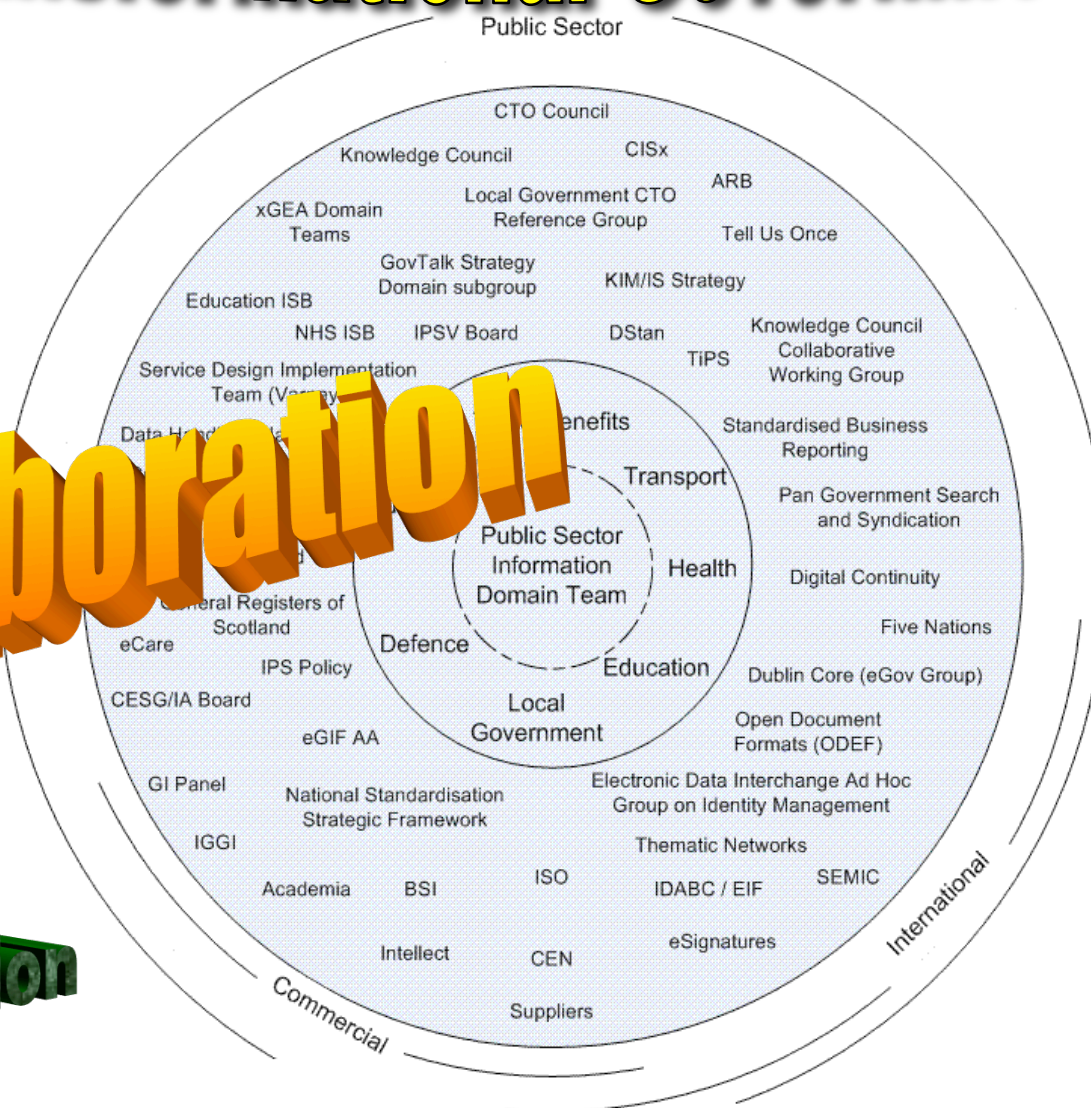 Public Sector
CTO Council
CISx
Knowledge Council
ARB
Local Government CTO
Reference Group
xGEA Domain
Teams
Tell Us Once
GovTalk Strategy
Domain subgroup
KIM/IS Strategy
Education ISB
NHS ISB
IPSV Board
DStan
TiPS
Knowledge Council
Collaborative
Working Group
Service Design Implementation
Team
Data
boration
enefits
Standardised Business
Reporting
Transport
Pan Government Search
and Syndication
Public Sector
Information
Domain Team
Health
Digital Continuity
General Registers of
Scotland
eCare
Five Nations
Defence
IPS Policy
Education
Dublin Core (eGov Group)
CESG/IA Board
Local
Government
Open Document
Formats (ODEF)
eGIF AA
GI Panel
Electronic Data Interchange Ad Hoc
Group on Identity Management
National Standardisation
Strategic Framework
IGGI
Thematic Networks
Academia
BSI
ISO
IDABC / EIF
SEMIC
International
Intellect
CEN
eSignatures
on
Commercial
Suppliers